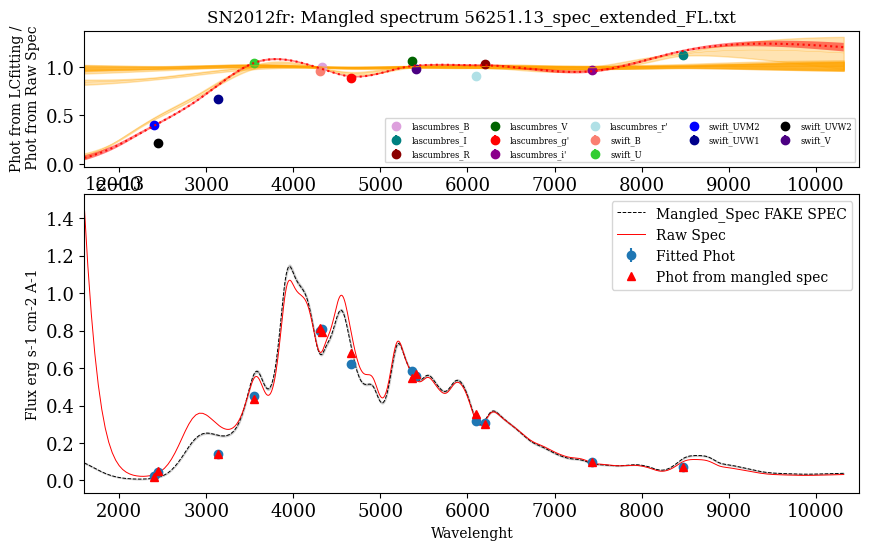 SN2012fr: Mangled spectrum 56251.13_spec_extended_FL.txt
Phot from LCfitting /
Phot from Raw Spec
1.0
0.5
0.0
lascumbres_B
lascumbres_I
lascumbres_R
lascumbres_V
lascumbres_g'
lascumbres_i'
lascumbres_r'
swift_B
swift_U
swift_UVM2
swift_UVW1
swift_UVW2
swift_V
2000 3000 4000 5000 6000 7000 8000 9000 10000
1e−13
Flux erg s-1 cm-2 A-1
1.4
1.2
1.0
0.8
0.6
0.4
0.2
0.0
Mangled_Spec FAKE SPEC
Raw Spec
Fitted Phot
Phot from mangled spec
2000 3000 4000 5000 6000 7000 8000 9000 10000
Wavelenght